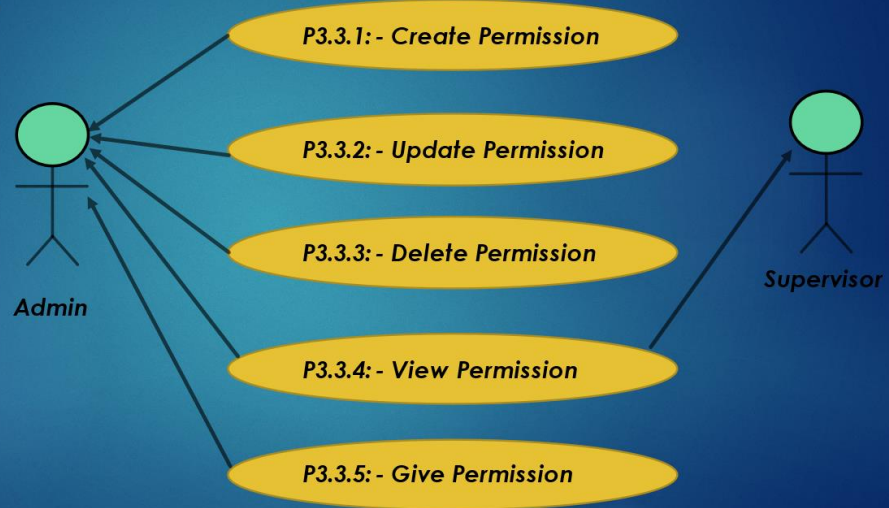 P3.3.1: - Create Permission
P3.3.2: - Update Permission
P3.3.3: - Delete Permission
Supervisor
Admin
P3.3.4: - View Permission
P3.3.5: - Give Permission